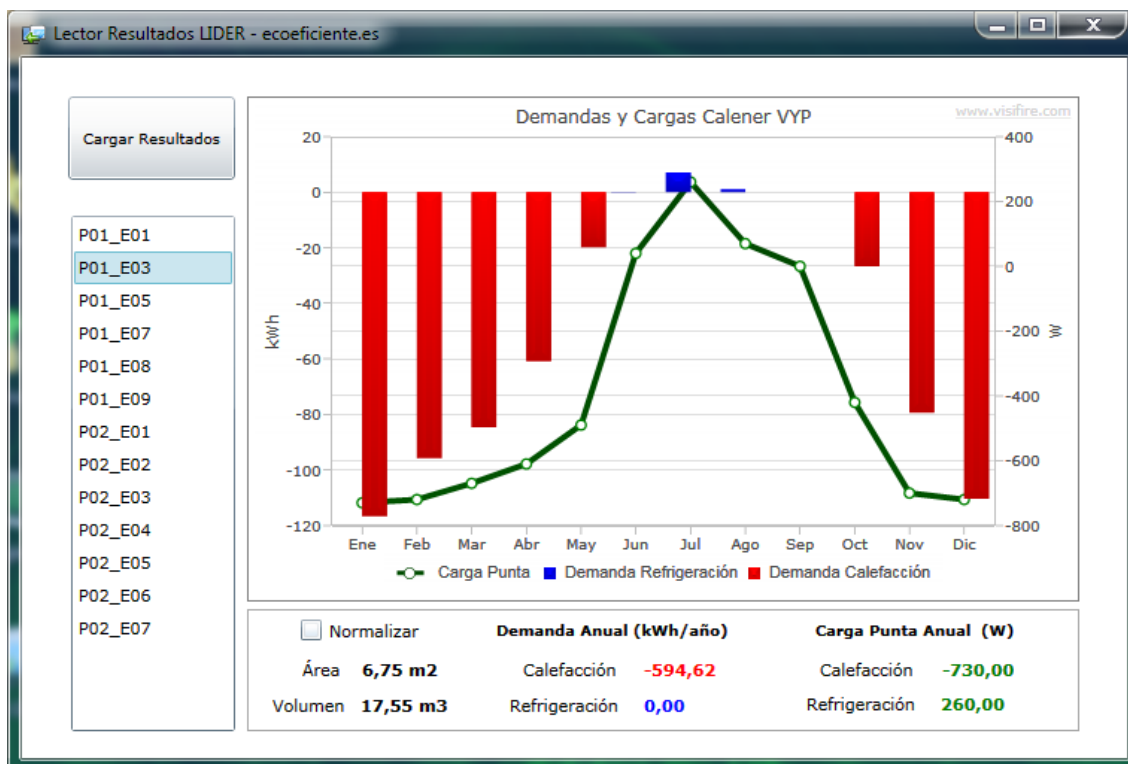 Lector Resultados LIDER - ecoeficiente.es
Cargar Resultados
P01_E01
P01_E03
P01_E05
P01_E07
P01_E08
P01_E09
P02_E01
P02_E02
P02_E03
P02_E04
P02_E05
P02_E06
P02_E07
Demandas y Cargas Calener VYP
www.visifire.com
20
0
-20
-40
-60
-80
-100
-120
kWh
400
200
0
-200
-400
-600
-800
W
Ene Feb Mar Abr May Jun Jul Ago Sep Oct Nov Dic
Carga Punta Demanda Refrigeración Demanda Calefacción
Normalizar Demanda Anual (kWh/año) Carga Punta Anual (W)
Área 6,75 m2 Calefacción -594,62 Calefacción -730,00
Volumen 17,55 m3 Refrigeración 0,00 Refrigeración 260,00